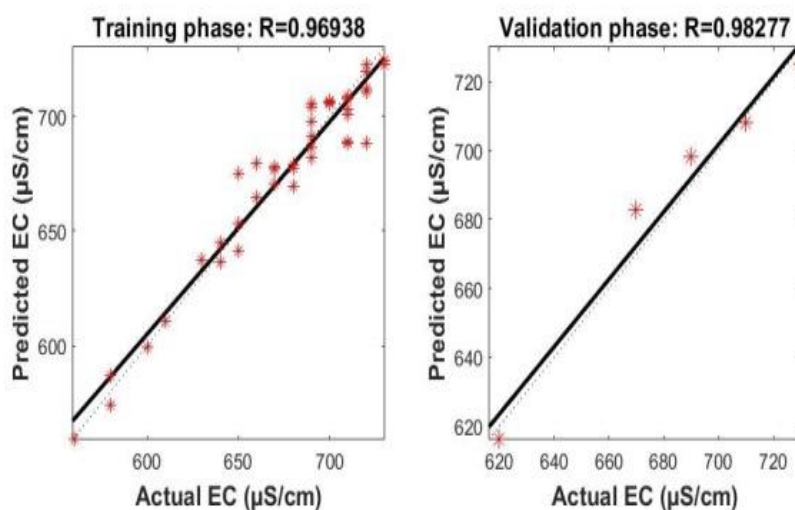 Training phase: R=0.96938
Predicted EC (µS/cm)
700
650
600
600 650 700
Actual EC (µS/cm)
Validation phase: R=0.98277
Predicted EC (µS/cm)
720
700
680
660
640
620
620 640 660 680 700 720
Actual EC (µS/cm)